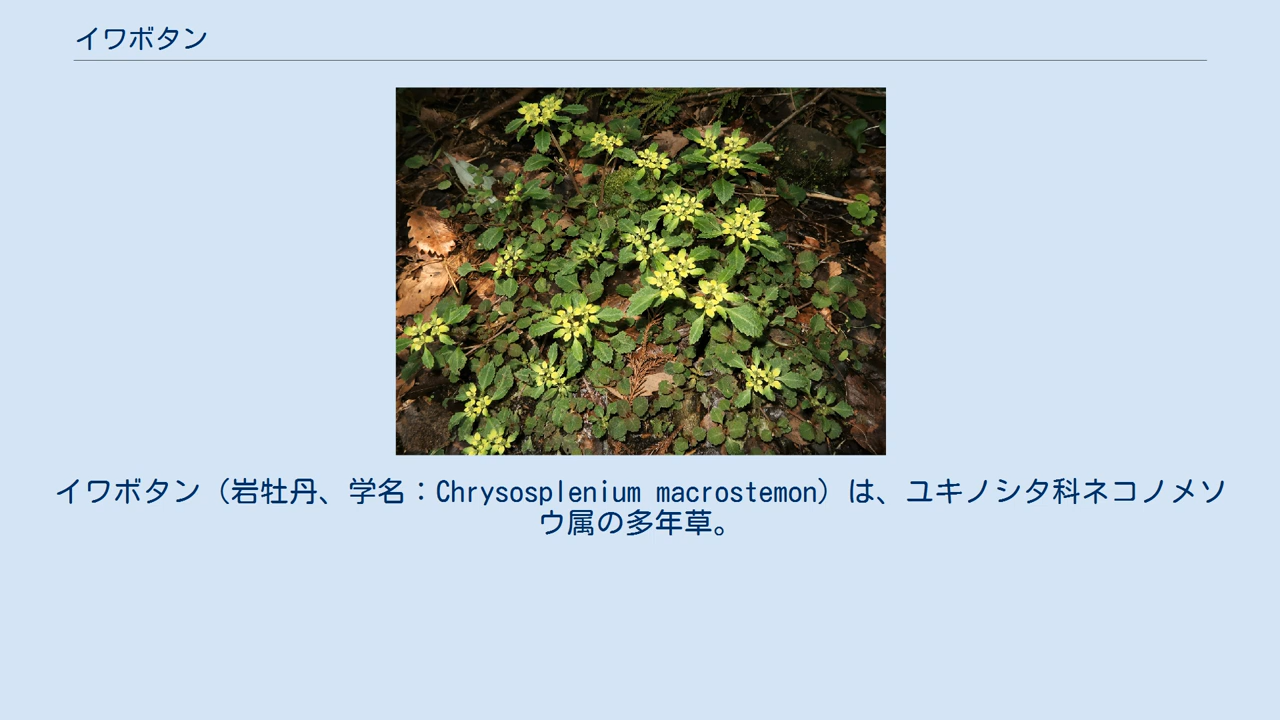 イワボタン
イワボタン（岩牡丹、学名：Chrysosplenium macrostemon）は、ユキノシタ科ネコノメソ
ウ属の多年草。